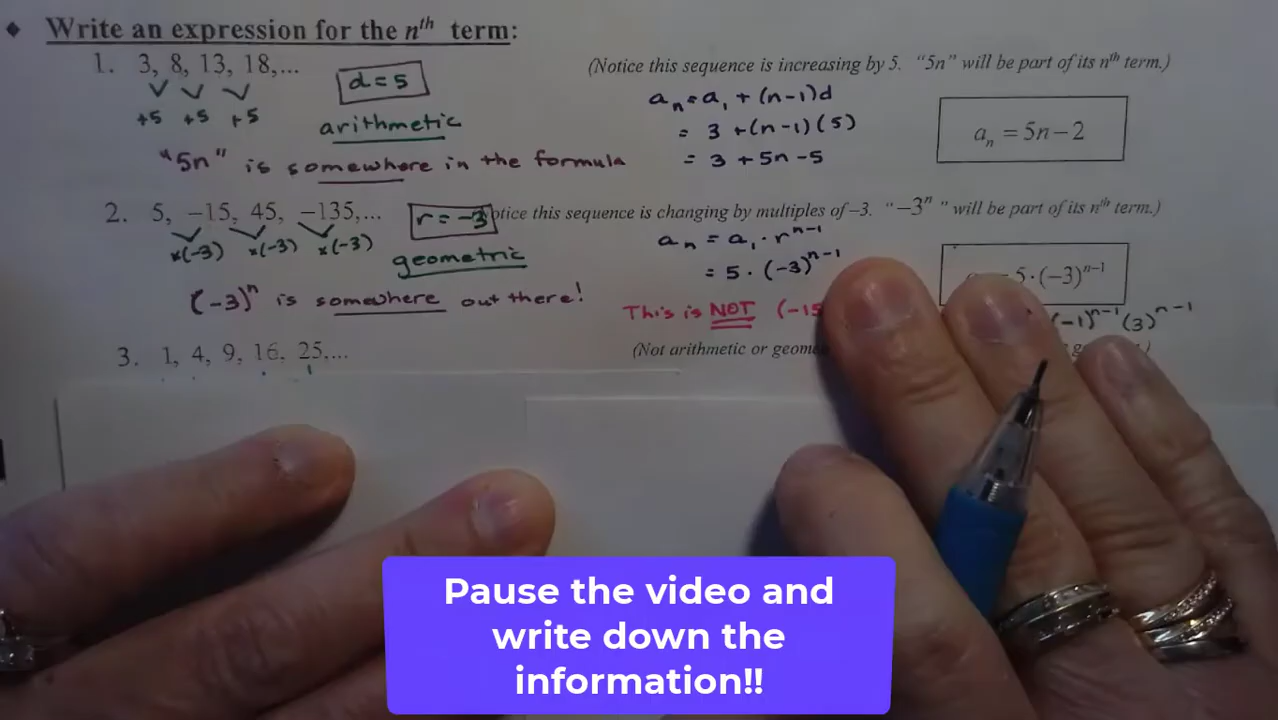 ◆ Write an expression for the nᵗʰ term:
1. 3, 8, 13, 18,...
+5 +5 +5
d = 5
arithmetic
"5n" is somewhere in the formula
(Notice this sequence is increasing by 5. "5n" will be part of its nᵗʰ term.)
aₙ = a₁ + (n-1)d
= 3 + (n-1)(5)
= 3 + 5n - 5
aₙ = 5n − 2
2. 5, −15, 45, −135,...
×(-3) ×(-3) ×(-3)
r = -3
geometric
(-3)ⁿ is somewhere out there!
otice this sequence is changing by multiples of −3. "−3ⁿ" will be part of its nᵗʰ term.)
aₙ = a₁ · rⁿ⁻¹
= 5 · (-3)ⁿ⁻¹
5·(−3)ⁿ⁻¹
This is NOT (-15
(-1)ⁿ⁻¹ (3)ⁿ⁻¹
3. 1, 4, 9, 16, 25,...
(Not arithmetic or
Pause the video and
write down the
information!!